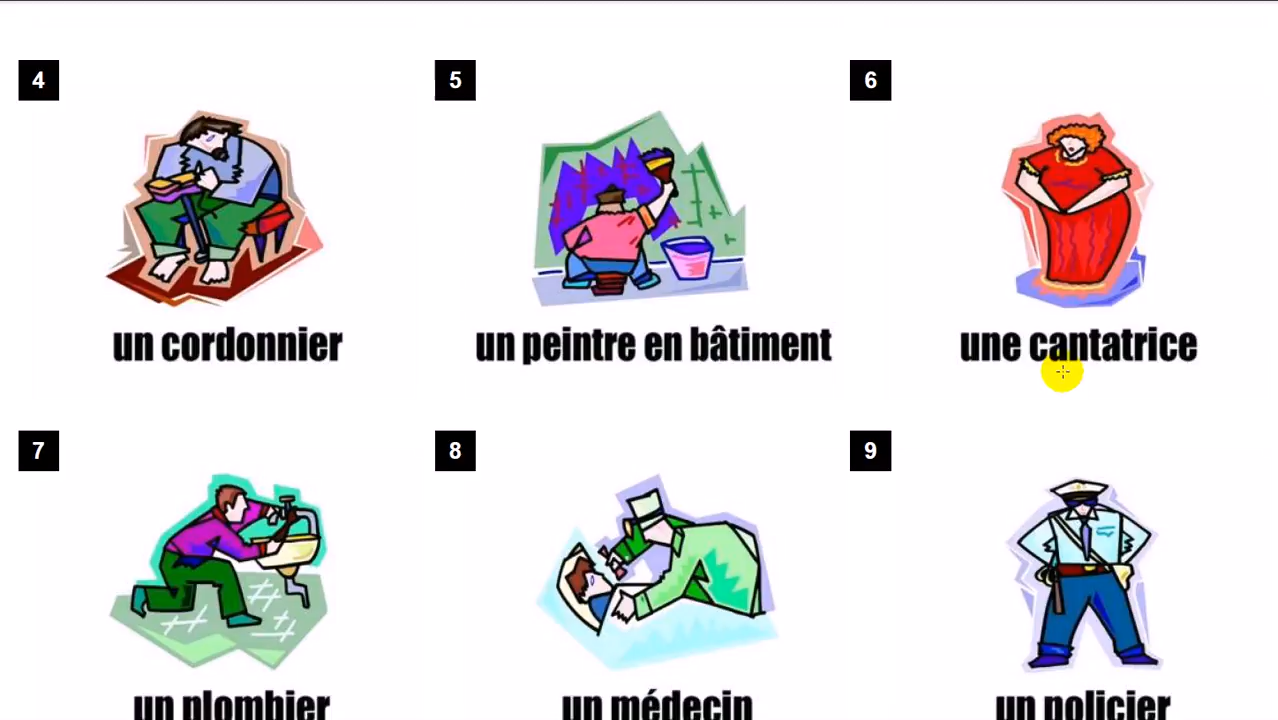 4
5
6
un cordonnier
un peintre en bâtiment
une cantatrice
7
8
9
un plombier
un médecin
un policier